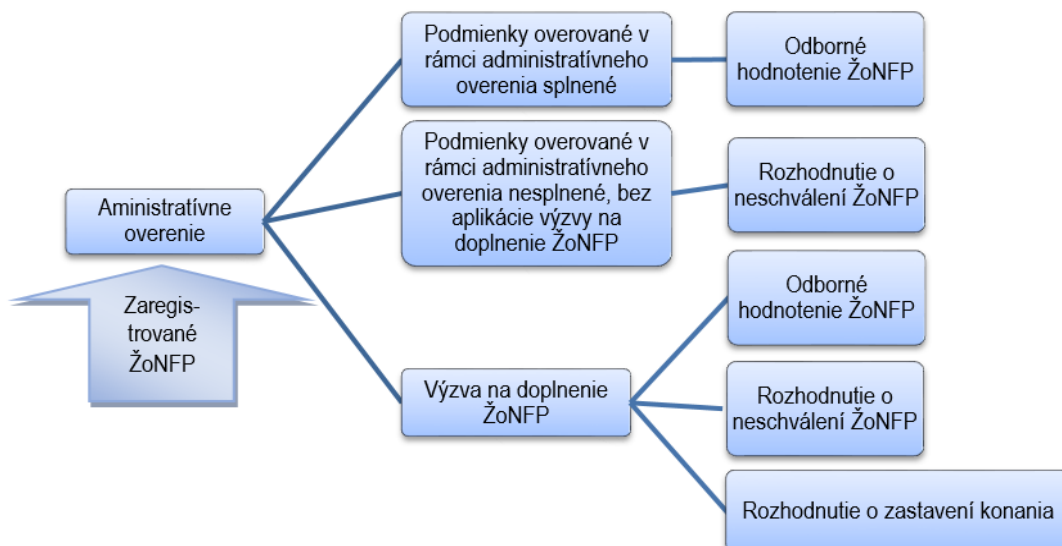 Podmienky overované v
rámci administratívneho
overenia splnené
Odborné
hodnotenie ŽoNFP
Podmienky overované v
rámci administratívneho
overenia nesplnené, bez
aplikácie výzvy na
doplnenie ŽoNFP
Rozhodnutie o
neschválení ŽoNFP
Aministratívne
overenie
Zaregis-
trované
ŽoNFP
Výzva na doplnenie
ŽoNFP
Odborné
hodnotenie ŽoNFP
Rozhodnutie o
neschválení ŽoNFP
Rozhodnutie o zastavení konania